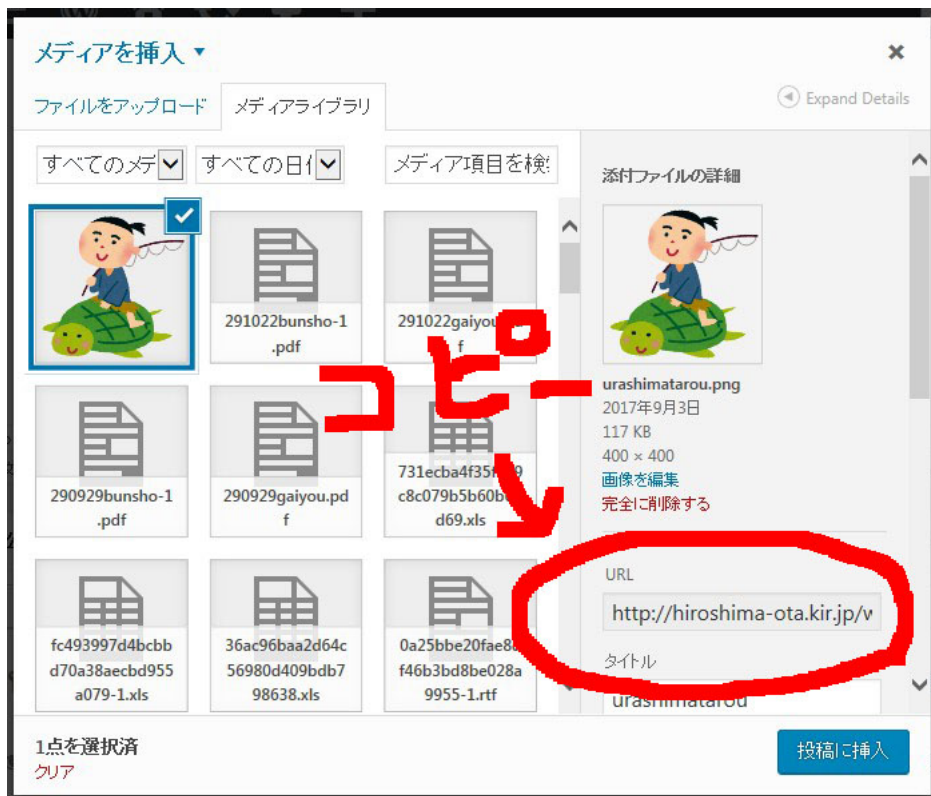 メディアを挿入
ファイルをアップロード
メディアライブラリ
Expand Details
すべてのメデ
すべての日
メディア項目を検
291022bunsho-1
.pdf
291022gaiyou
f
コピー
290929bunsho-1
.pdf
290929gaiyou.pd
f
731ecba4f35f
c8c079b5b60b
d69.xls
fc493997d4bcbb
d70a38aecbd955
a079-1.xls
36ac96baa2d64c
56980d409bdb7
98638.xls
0a25bbe20fae8
f46b3bd8be028a
9955-1.rtf
添付ファイルの詳細
urashimatarou.png
2017年9月3日
117 KB
400 × 400
画像を編集
完全に削除する
URL
http://hiroshima-ota.kir.jp/w
タイトル
urashimatarou
1点を選択済
クリア
投稿に挿入